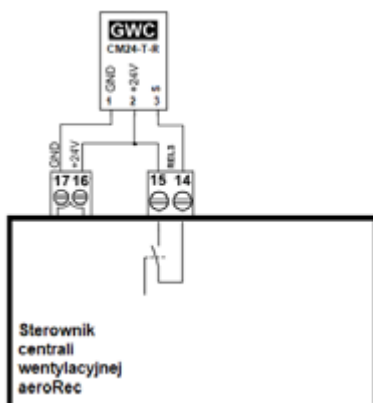 GWC
CM24-T-R
GND +24V S
1 2 3
GND +24V REL3
17 16 15 14
Sterownik
centrali
wentylacyjnej
aeroRec